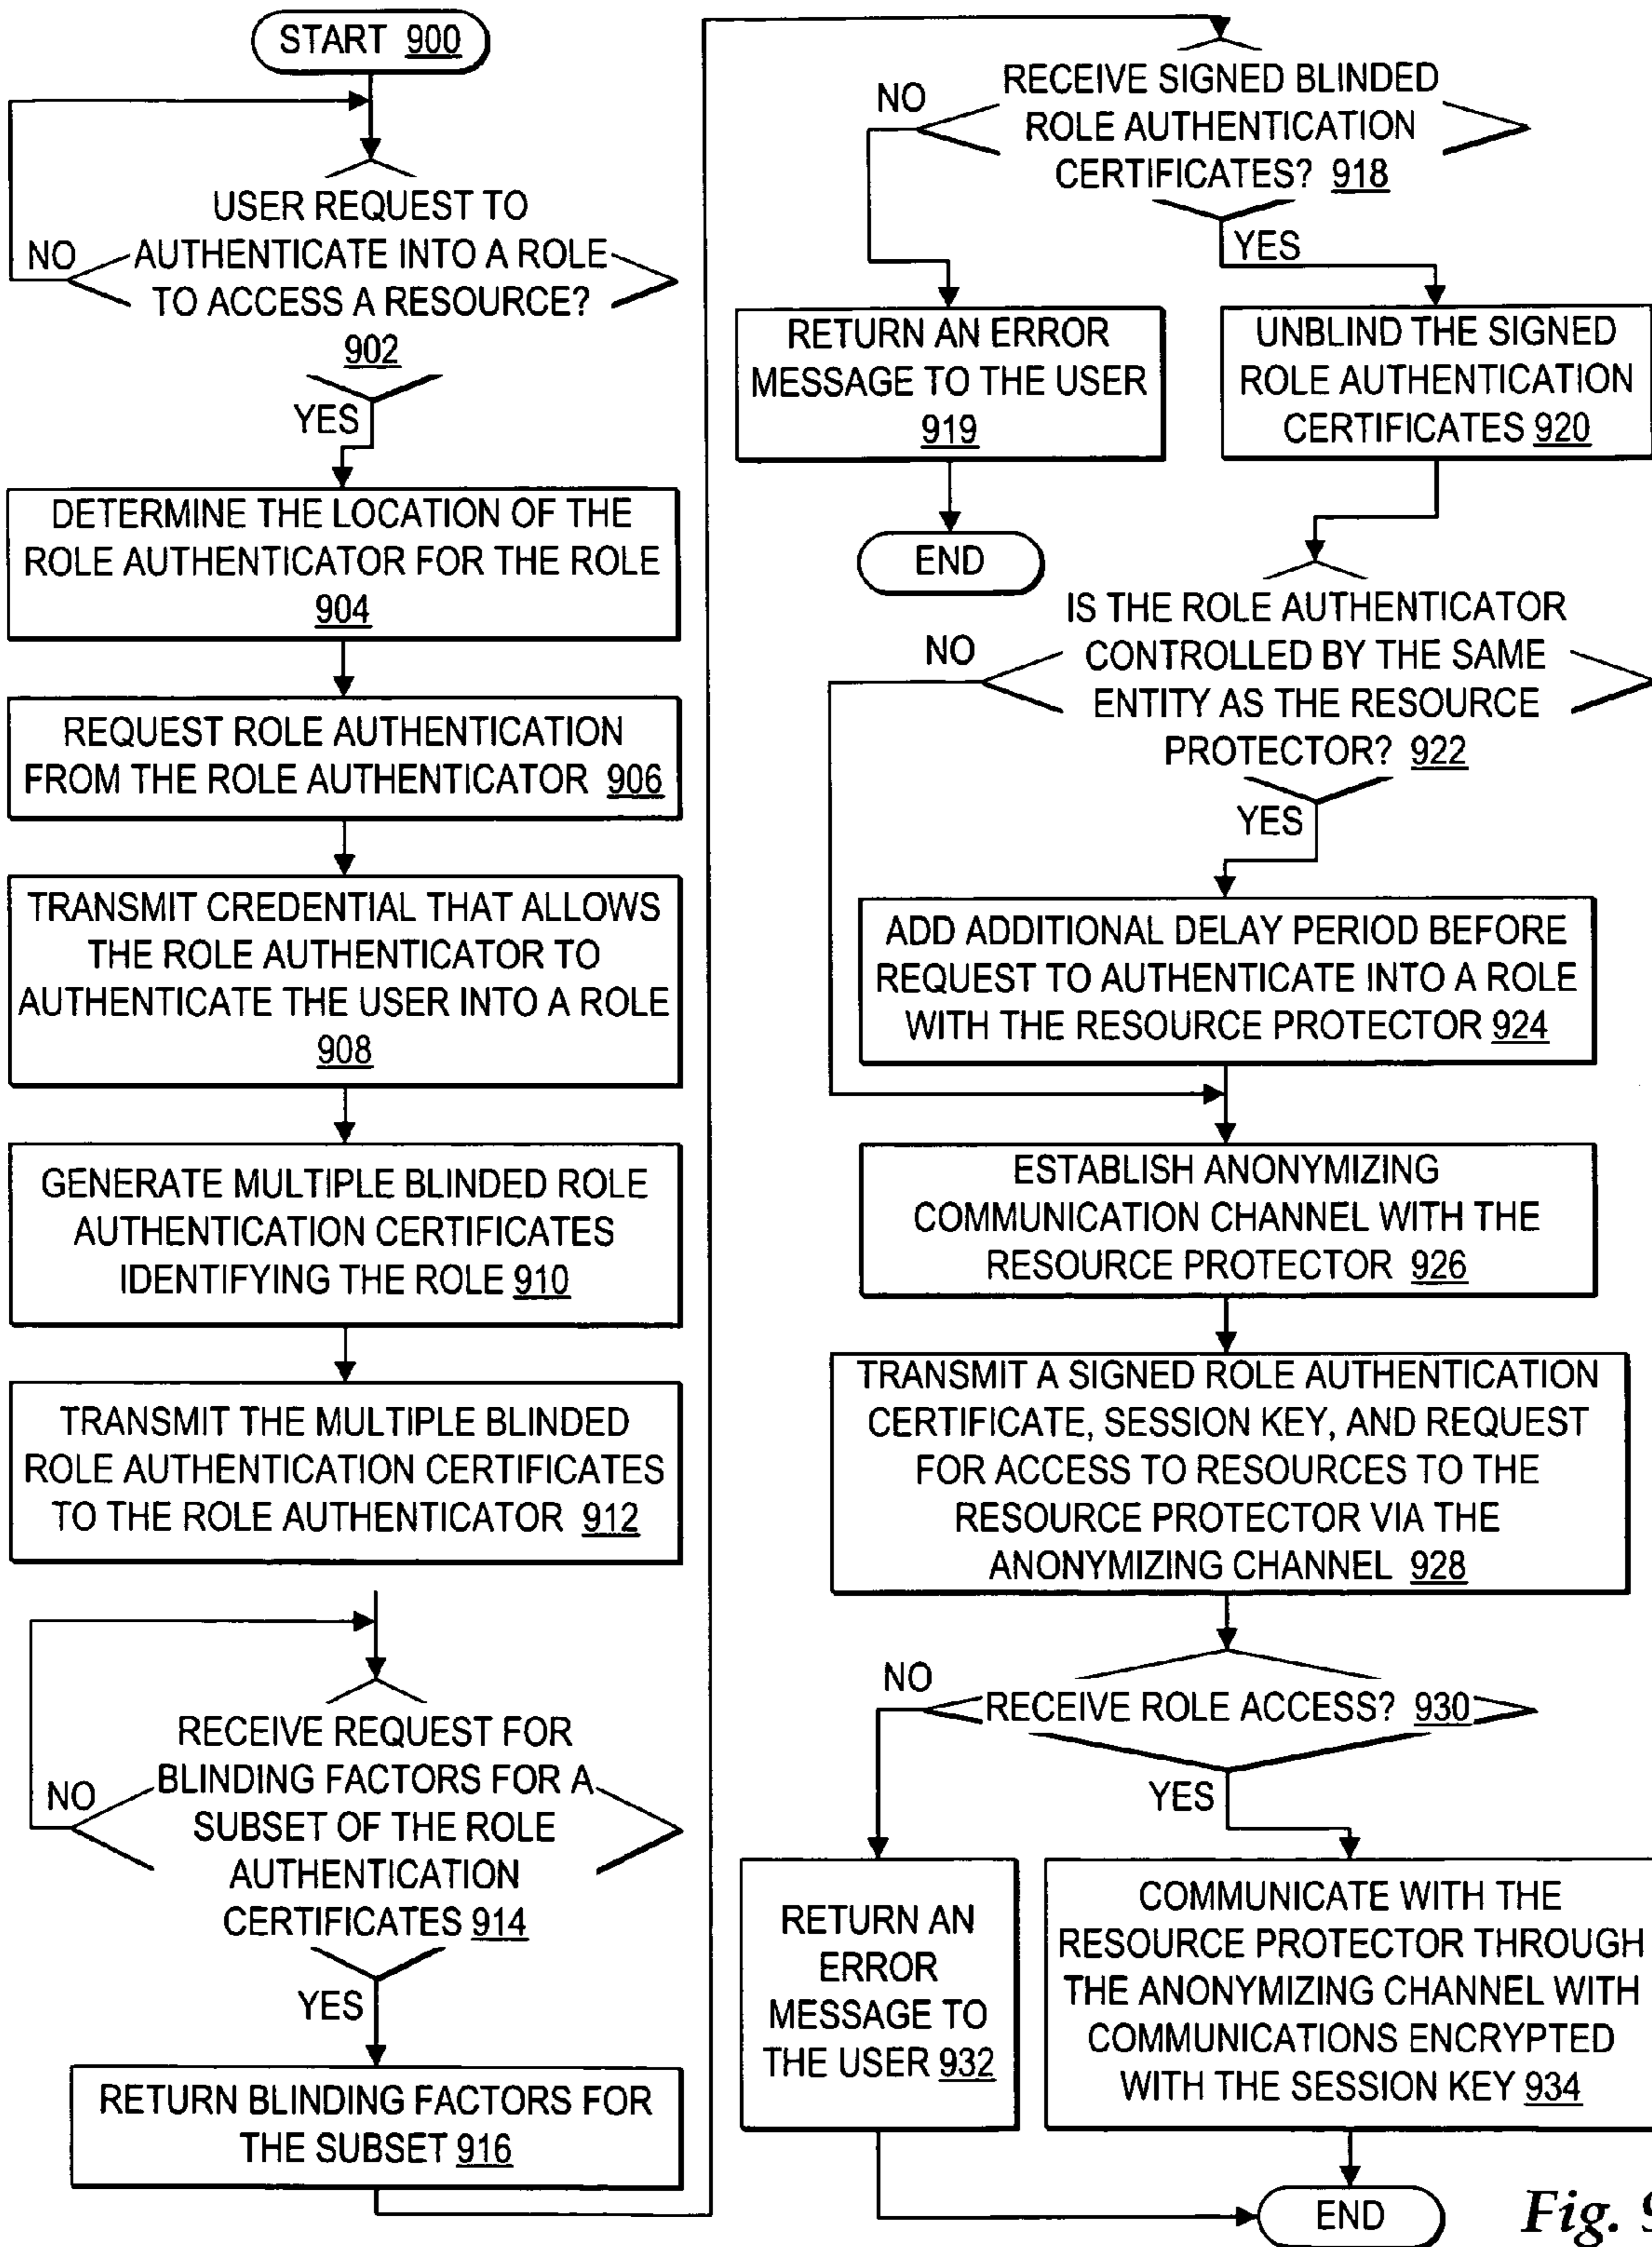 START 900
USER REQUEST TO
NO
AUTHENTICATE INTO A ROLE
TO ACCESS A RESOURCE?
902
YES
DETERMINE THE LOCATION OF THE
ROLE AUTHENTICATOR FOR THE ROLE
904
REQUEST ROLE AUTHENTICATION
FROM THE ROLE AUTHENTICATOR 906
TRANSMIT CREDENTIAL THAT ALLOWS
THE ROLE AUTHENTICATOR TO
AUTHENTICATE THE USER INTO A ROLE
908
GENERATE MULTIPLE BLINDED ROLE
AUTHENTICATION CERTIFICATES
IDENTIFYING THE ROLE 910
TRANSMIT THE MULTIPLE BLINDED
ROLE AUTHENTICATION CERTIFICATES
TO THE ROLE AUTHENTICATOR 912
RECEIVE REQUEST FOR
NO
BLINDING FACTORS FOR A
SUBSET OF THE ROLE
AUTHENTICATION
CERTIFICATES 914
YES
RETURN BLINDING FACTORS FOR
THE SUBSET 916
RECEIVE SIGNED BLINDED
NO
ROLE AUTHENTICATION
CERTIFICATES? 918
YES
RETURN AN ERROR
MESSAGE TO THE USER
919
END
UNBLIND THE SIGNED
ROLE AUTHENTICATION
CERTIFICATES 920
IS THE ROLE AUTHENTICATOR
NO
CONTROLLED BY THE SAME
ENTITY AS THE RESOURCE
PROTECTOR? 922
YES
ADD ADDITIONAL DELAY PERIOD BEFORE
REQUEST TO AUTHENTICATE INTO A ROLE
WITH THE RESOURCE PROTECTOR 924
ESTABLISH ANONYMIZING
COMMUNICATION CHANNEL WITH THE
RESOURCE PROTECTOR 926
TRANSMIT A SIGNED ROLE AUTHENTICATION
CERTIFICATE, SESSION KEY, AND REQUEST
FOR ACCESS TO RESOURCES TO THE
RESOURCE PROTECTOR VIA THE
ANONYMIZING CHANNEL 928
NO
RECEIVE ROLE ACCESS? 930
YES
RETURN AN
ERROR
MESSAGE TO
THE USER 932
COMMUNICATE WITH THE
RESOURCE PROTECTOR THROUGH
THE ANONYMIZING CHANNEL WITH
COMMUNICATIONS ENCRYPTED
WITH THE SESSION KEY 934
END
Fig. 9